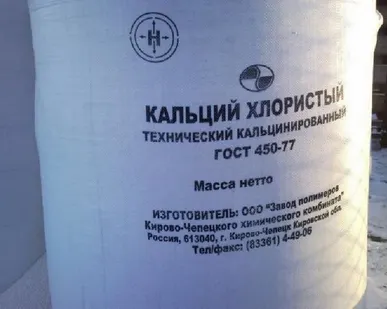 Н
КАЛЬЦИЙ ХЛОРИСТЫЙ
ТЕХНИЧЕСКИЙ КАЛЬЦИНИРОВАННЫЙ
ГОСТ 450-77
Масса нетто
ИЗГОТОВИТЕЛЬ: ООО "Завод полимеров
Кирово-Чепецкого химического комбината"
Россия, 613040, г. Кирово-Чепецк Кировской обл.
Тел/факс: (83361) 4-49-06